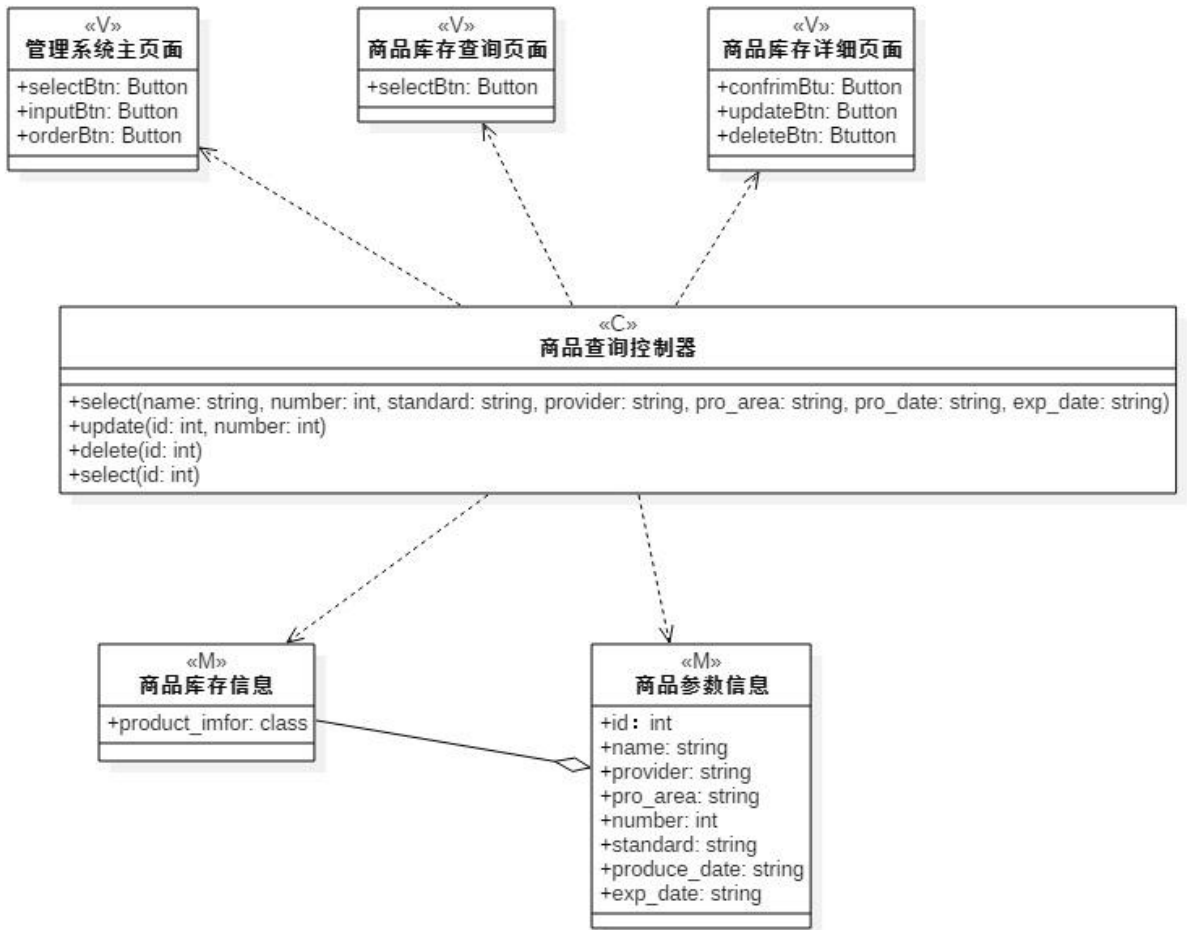 «V»
管理系统主页面
+selectBtn: Button
+inputBtn: Button
+orderBtn: Button
«V»
商品库存查询页面
+selectBtn: Button
«V»
商品库存详细页面
+confrimBtu: Button
+updateBtn: Button
+deleteBtn: Btutton
«C»
商品查询控制器
+select(name: string, number: int, standard: string, provider: string, pro_area: string, pro_date: string, exp_date: string)
+update(id: int, number: int)
+delete(id: int)
+select(id: int)
«M»
商品库存信息
+product_imfor: class
«M»
商品参数信息
+id：int
+name: string
+provider: string
+pro_area: string
+number: int
+standard: string
+produce_date: string
+exp_date: string